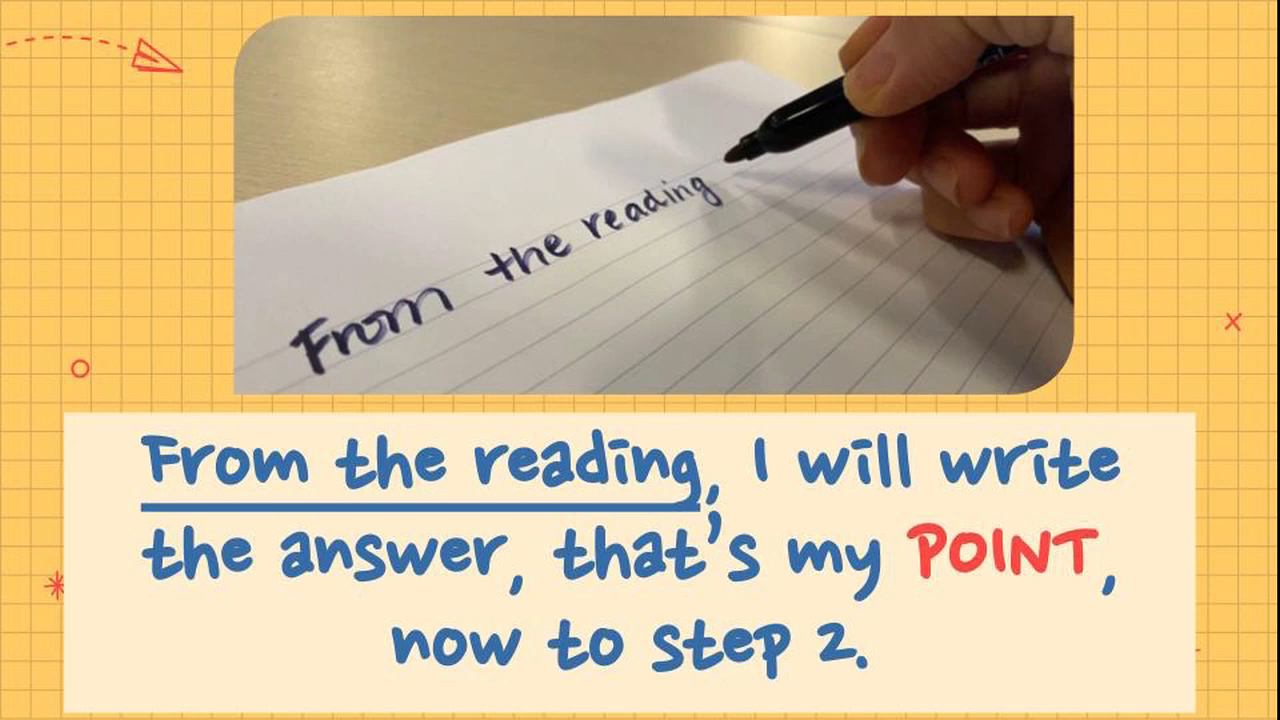 From the reading
From the reading, I will write
the answer, that's my POINT,
now to step 2.